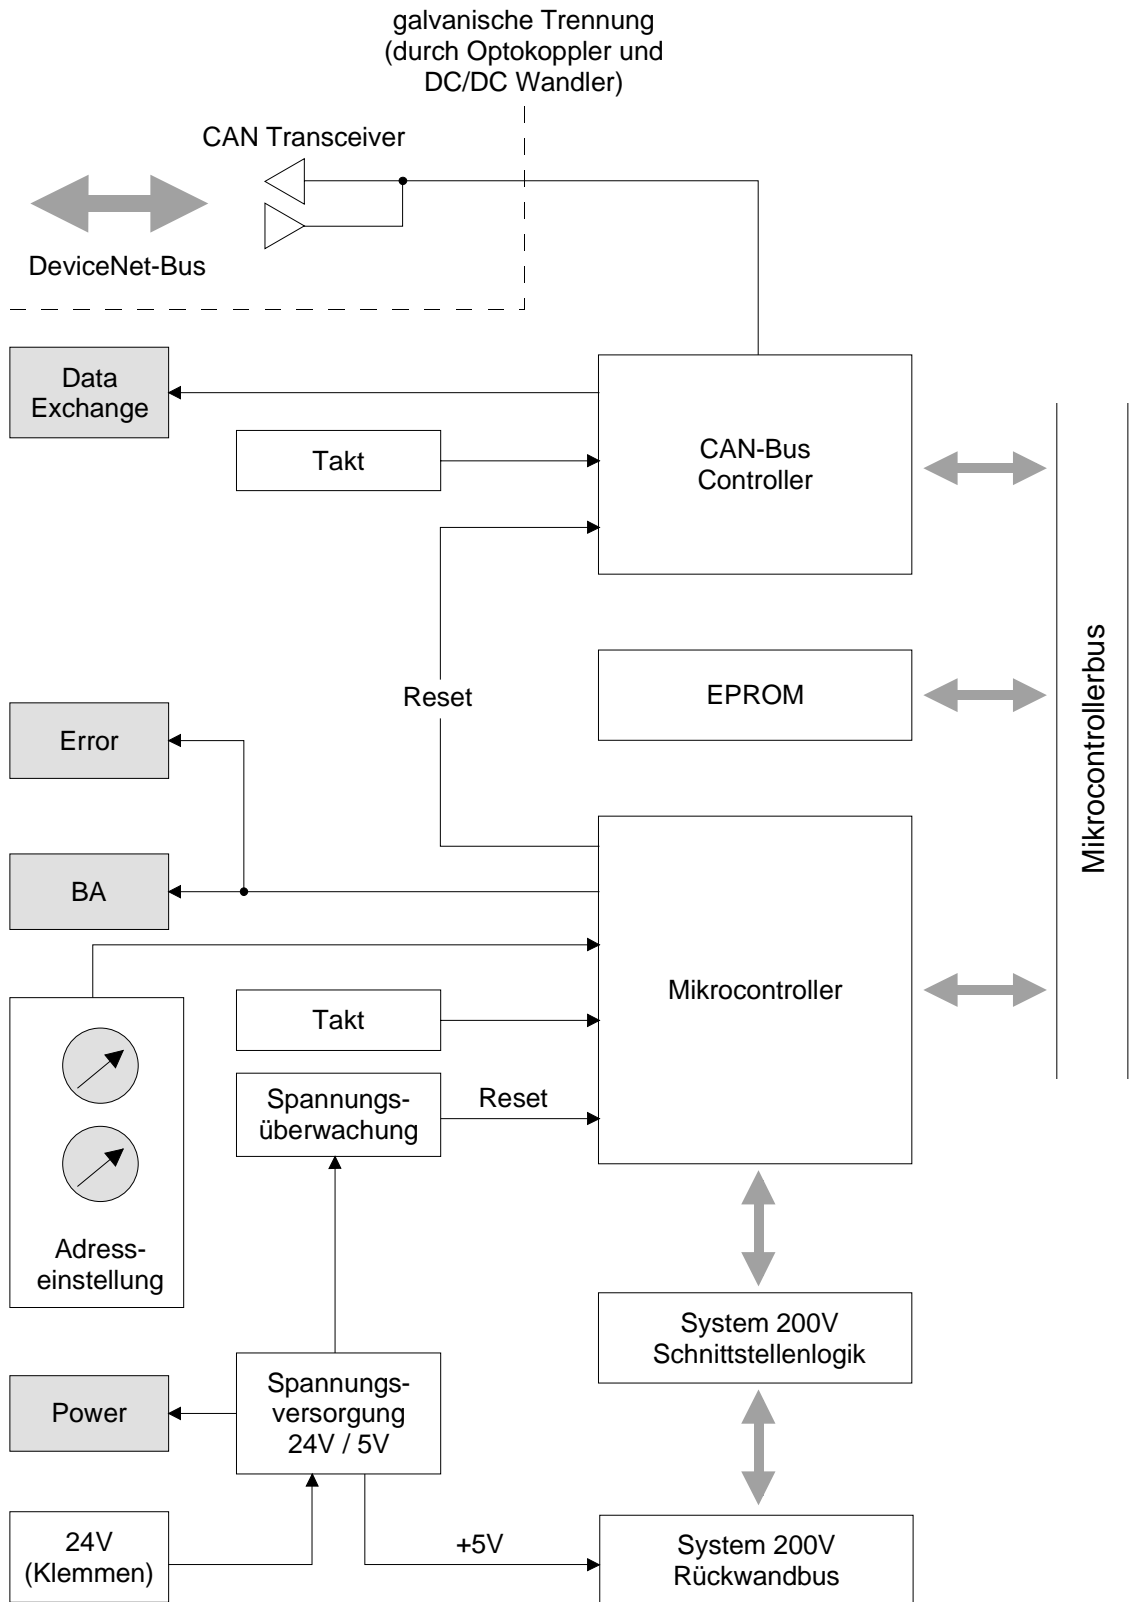 galvanische Trennung
(durch Optokoppler und
DC/DC Wandler)
CAN Transceiver
DeviceNet-Bus
Data
Exchange
Takt
CAN-Bus
Controller
Mikrocontrollerbus
Reset
EPROM
Error
BA
Mikrocontroller
Takt
Spannungs-
überwachung
Reset
Adress-
einstellung
System 200V
Schnittstellenlogik
Power
Spannungs-
versorgung
24V / 5V
24V
(Klemmen)
+5V
System 200V
Rückwandbus